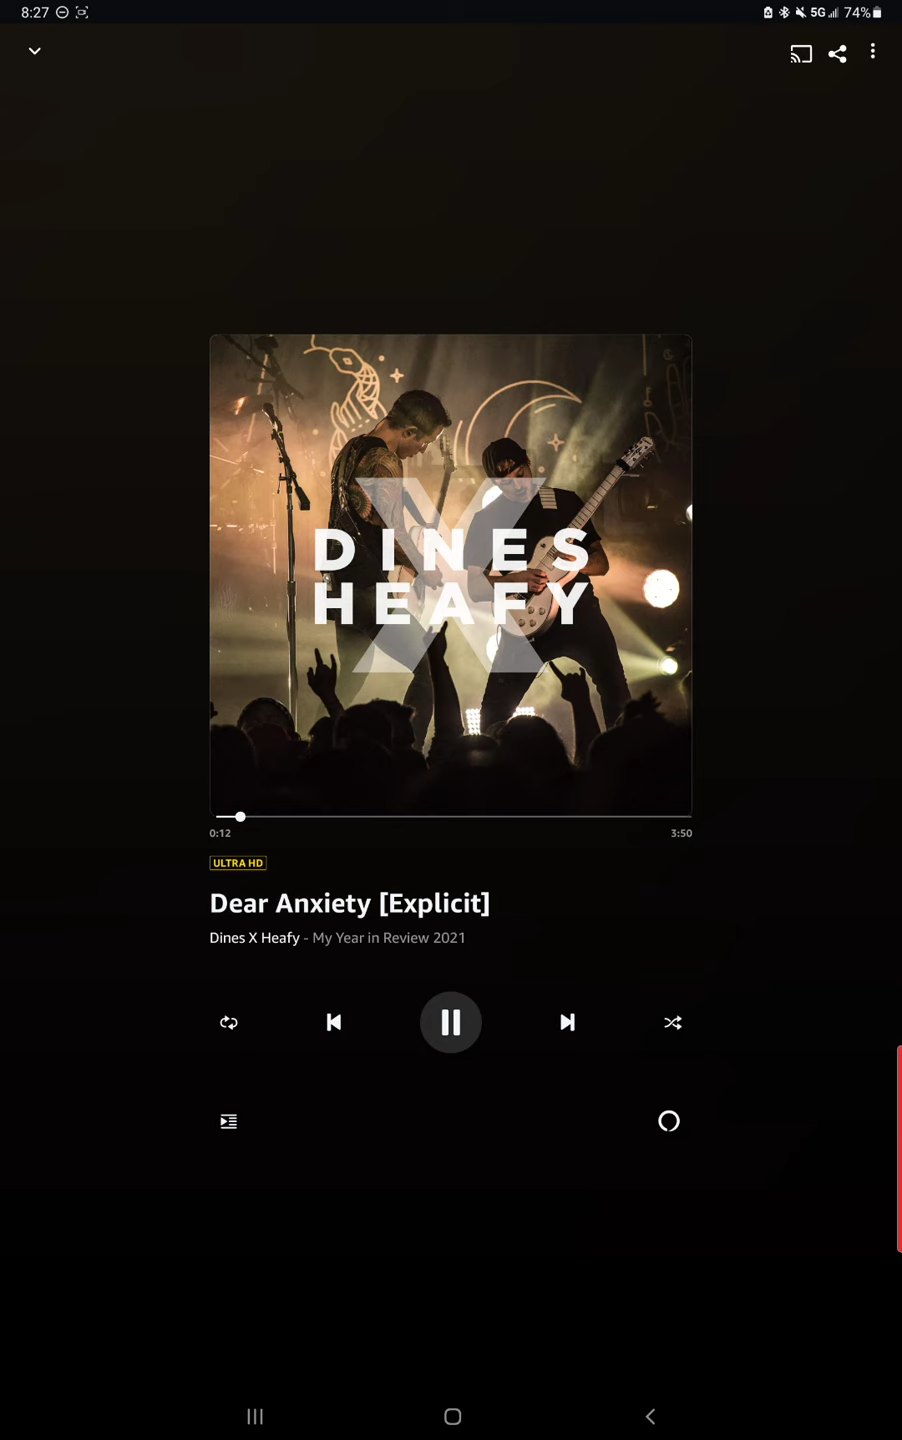 8:27
5G 74%
X
DINES
HEAFY
0:12 3:50
ULTRA HD
Dear Anxiety [Explicit]
Dines X Heafy - My Year in Review 2021